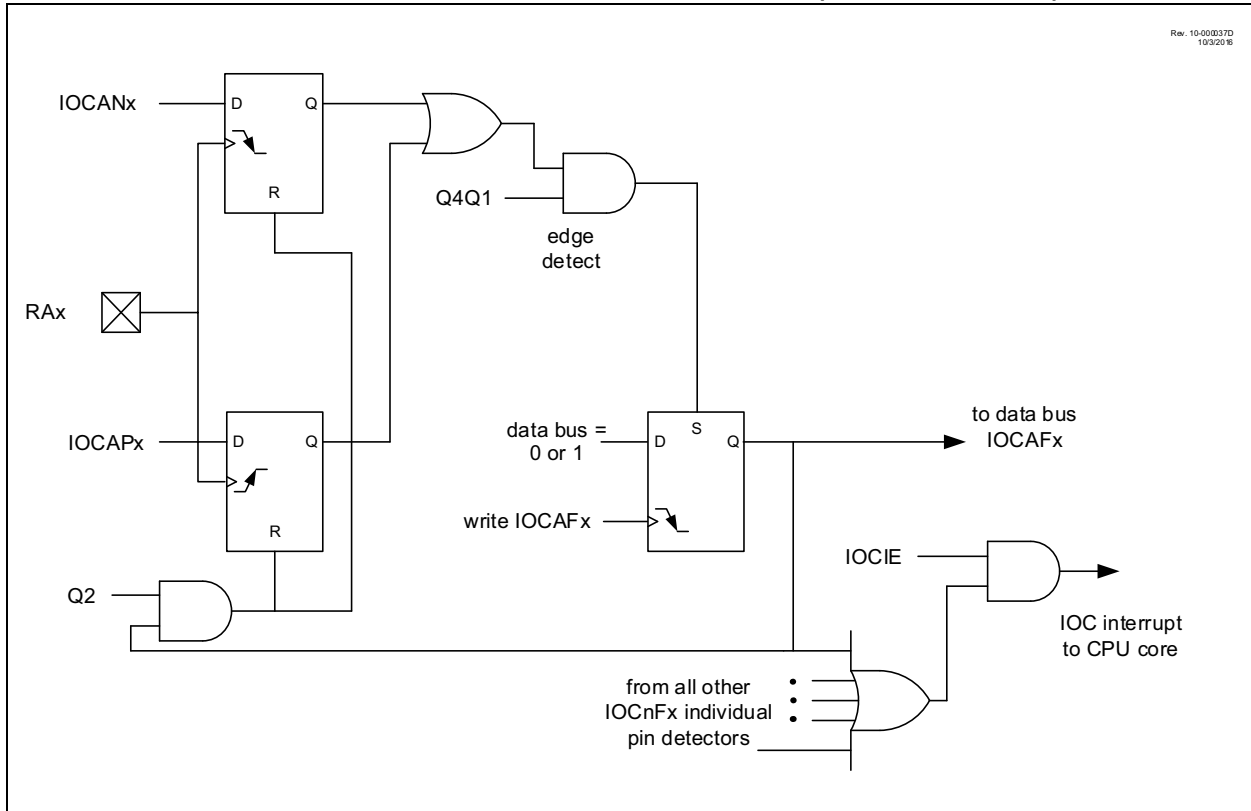 Rev. 10-000037D
10/3/2016
IOCANx
D
Q
R
Q4Q1
edge
detect
RAx
IOCAPx
D
Q
R
data bus =
0 or 1
D
S
Q
to data bus
IOCAFx
write IOCAFx
IOCIE
Q2
IOC interrupt
to CPU core
from all other
IOCnFx individual
pin detectors